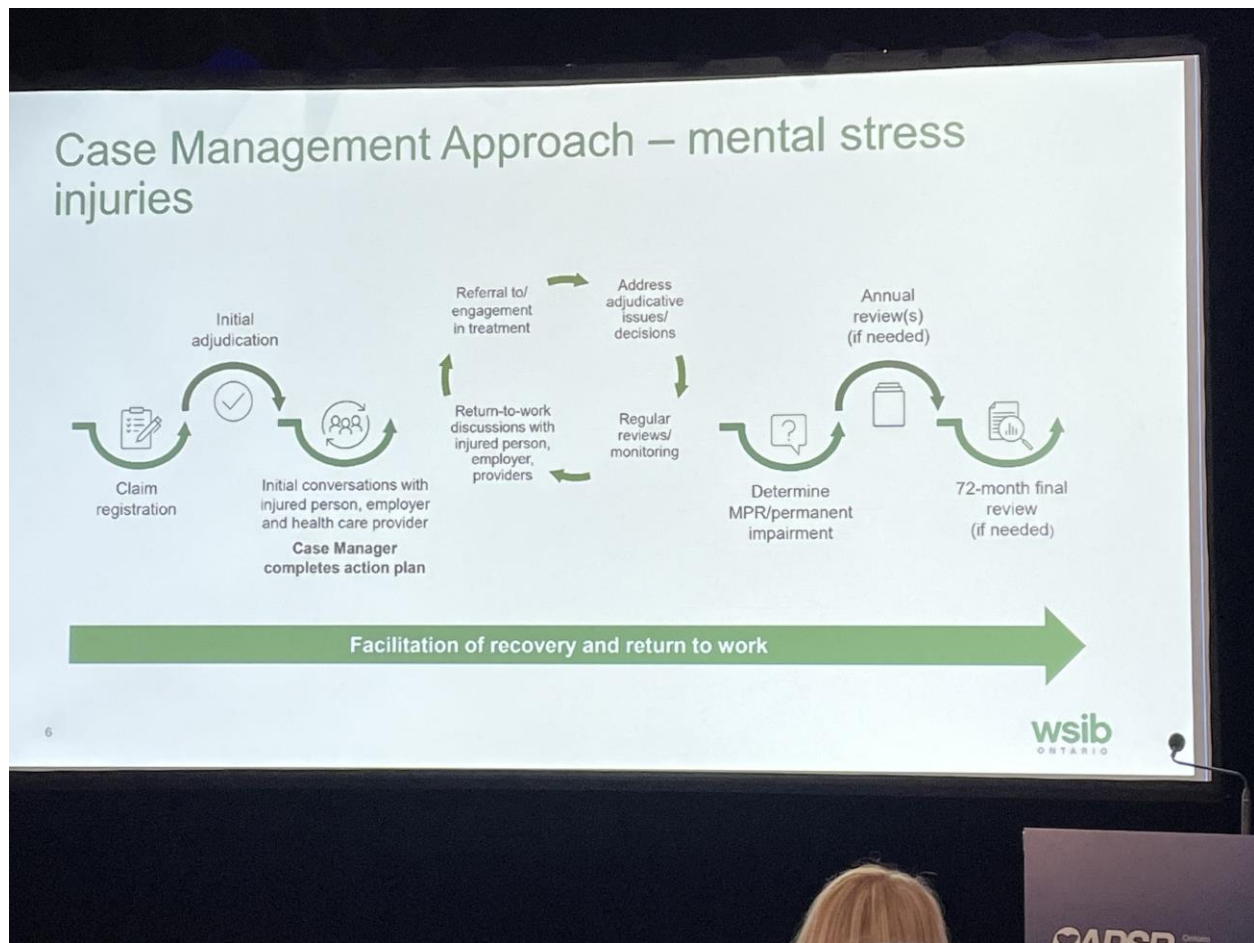 Case Management Approach – mental stress
injuries
Initial
adjudication
Claim
registration
Initial conversations with
injured person, employer
and health care provider
Case Manager
completes action plan
Referral to/
engagement
in treatment
Address
adjudicative
issues/
decisions
Return-to-work
discussions with
injured person,
employer,
providers
Regular
reviews/
monitoring
Determine
MPR/permanent
impairment
?
Annual
review(s)
(if needed)
72-month final
review
(if needed)
Facilitation of recovery and return to work
6
wsib
ONTARIO